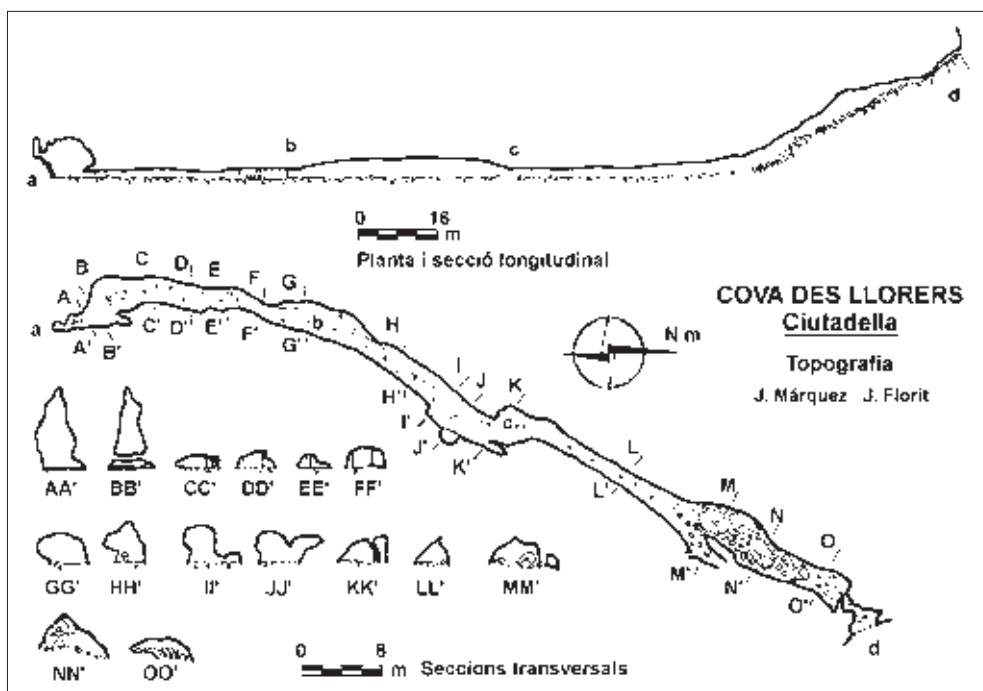 d
b
c
a
0 16
m
Planta i secció longitudinal
B C D E F G
A
a
A' B' C' D' E' F' G' b
H
I J K
H'
I' J' K' c
L
L'
M N O
M' N' O'
d
COVA DES LLORERS
Ciutadella
N m
Topografia
J. Márquez J. Florit
AA' BB' CC' DD' EE' FF'
GG' HH' II' JJ' KK' LL' MM'
NN' OO'
0 8
m Seccions transversals